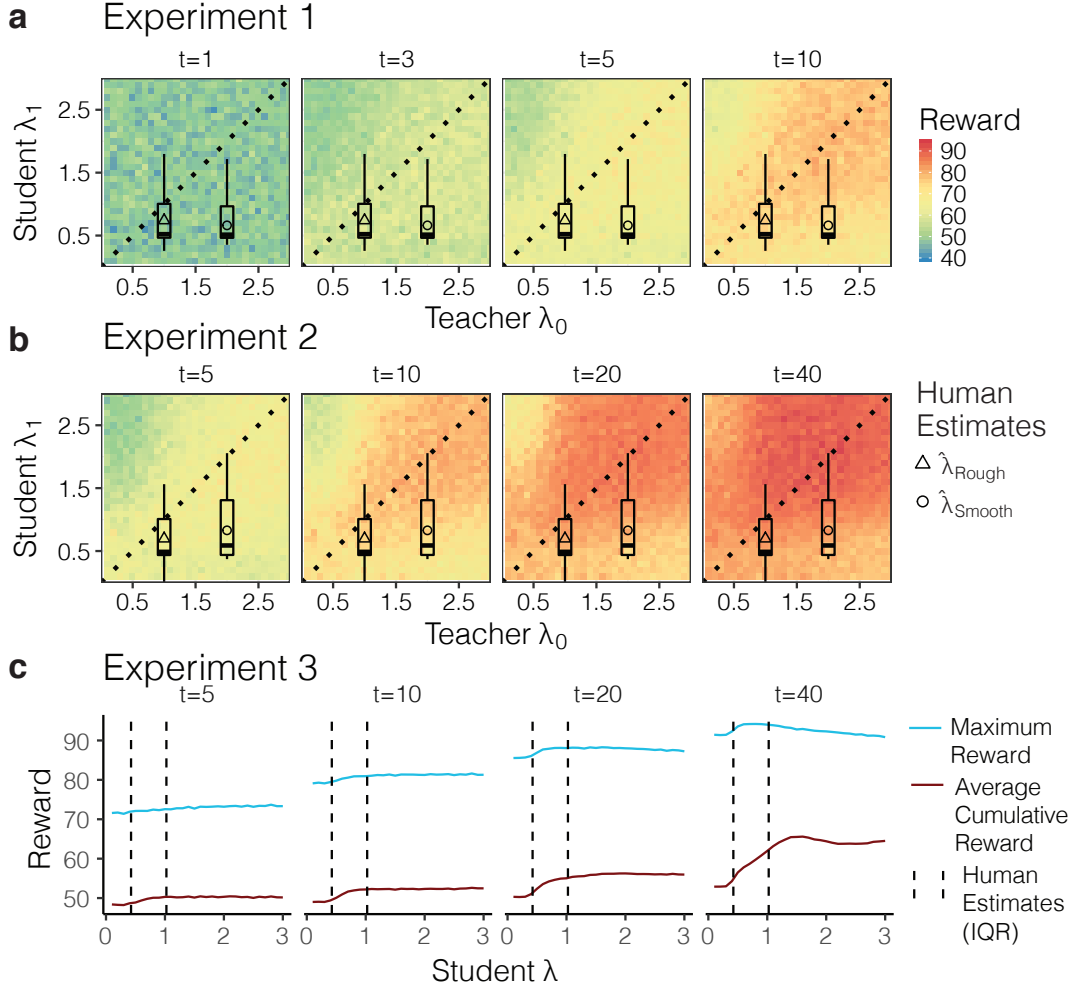 a Experiment 1
t=1 t=3 t=5 t=10
Student λ1
2.5
1.5
0.5
0.5 1.5 2.5 0.5 1.5 2.5 0.5 1.5 2.5 0.5 1.5 2.5
Teacher λ0
Reward
90
80
70
60
50
40
b Experiment 2
t=5 t=10 t=20 t=40
Student λ1
2.5
1.5
0.5
0.5 1.5 2.5 0.5 1.5 2.5 0.5 1.5 2.5 0.5 1.5 2.5
Teacher λ0
Human
Estimates
λ̂Rough
λ̂Smooth
c Experiment 3
t=5 t=10 t=20 t=40
Reward
90
80
70
60
50
0 1 2 3 0 1 2 3 0 1 2 3 0 1 2 3
Student λ
Maximum
Reward
Average
Cumulative
Reward
Human
Estimates
(IQR)